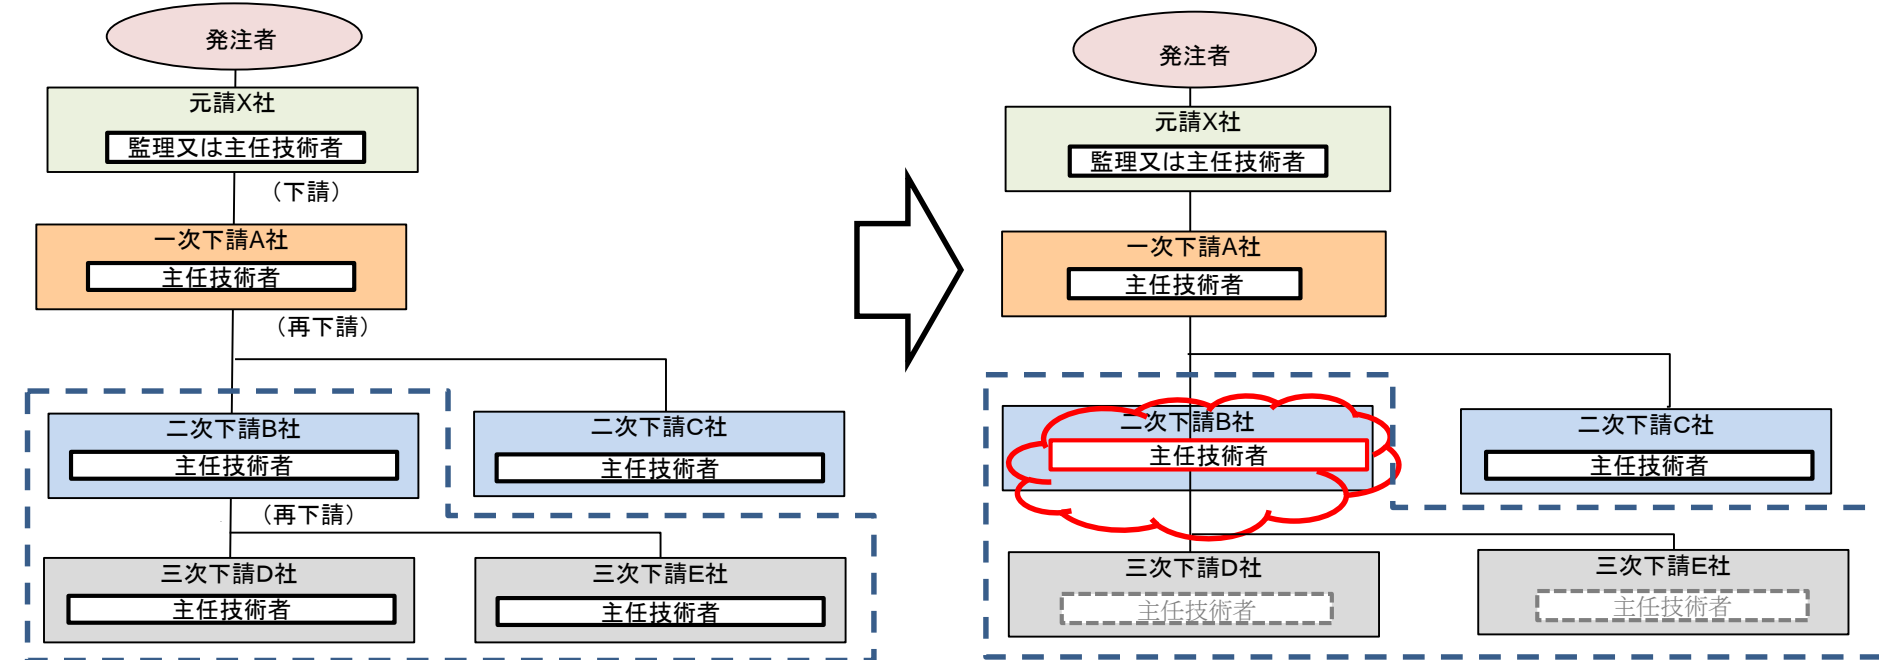 発注者
元請X社
監理又は主任技術者
（下請）
一次下請A社
主任技術者
（再下請）
二次下請B社
主任技術者
二次下請C社
主任技術者
（再下請）
三次下請D社
主任技術者
三次下請E社
主任技術者
発注者
元請X社
監理又は主任技術者
一次下請A社
主任技術者
二次下請B社
主任技術者
二次下請C社
主任技術者
三次下請D社
主任技術者
三次下請E社
主任技術者